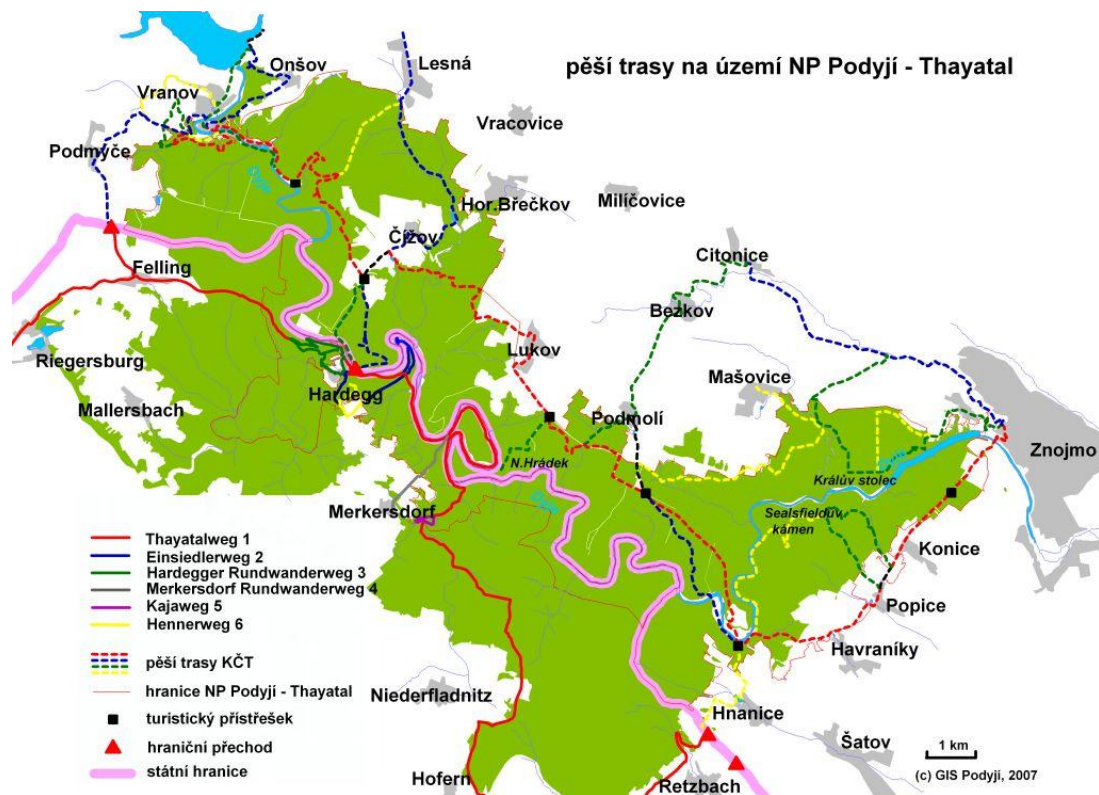 pěší trasy na území NP Podyjí - Thayatal
Onšov
Lesná
Vranov
Vracovice
Podmyče
Hor.Břečkov
Milíčovice
Čížov
Citonice
Felling
Bezkov
Riegersburg
Lukov
Mašovice
Mallersbach
Hardegg
Podmolí
Znojmo
N.Hrádek
Králův stolec
Sealsfieldův
kámen
Merkersdorf
Konice
Popice
Havraníky
Niederfladnitz
Hnanice
Šatov
Hofern
Retzbach
Thayatalweg 1
Einsiedlerweg 2
Hardegger Rundwanderweg 3
Merkersdorf Rundwanderweg 4
Kajaweg 5
Hennerweg 6
pěší trasy KČT
hranice NP Podyjí - Thayatal
turistický přístřešek
hraniční přechod
státní hranice
1 km
(c) GIS Podyjí, 2007